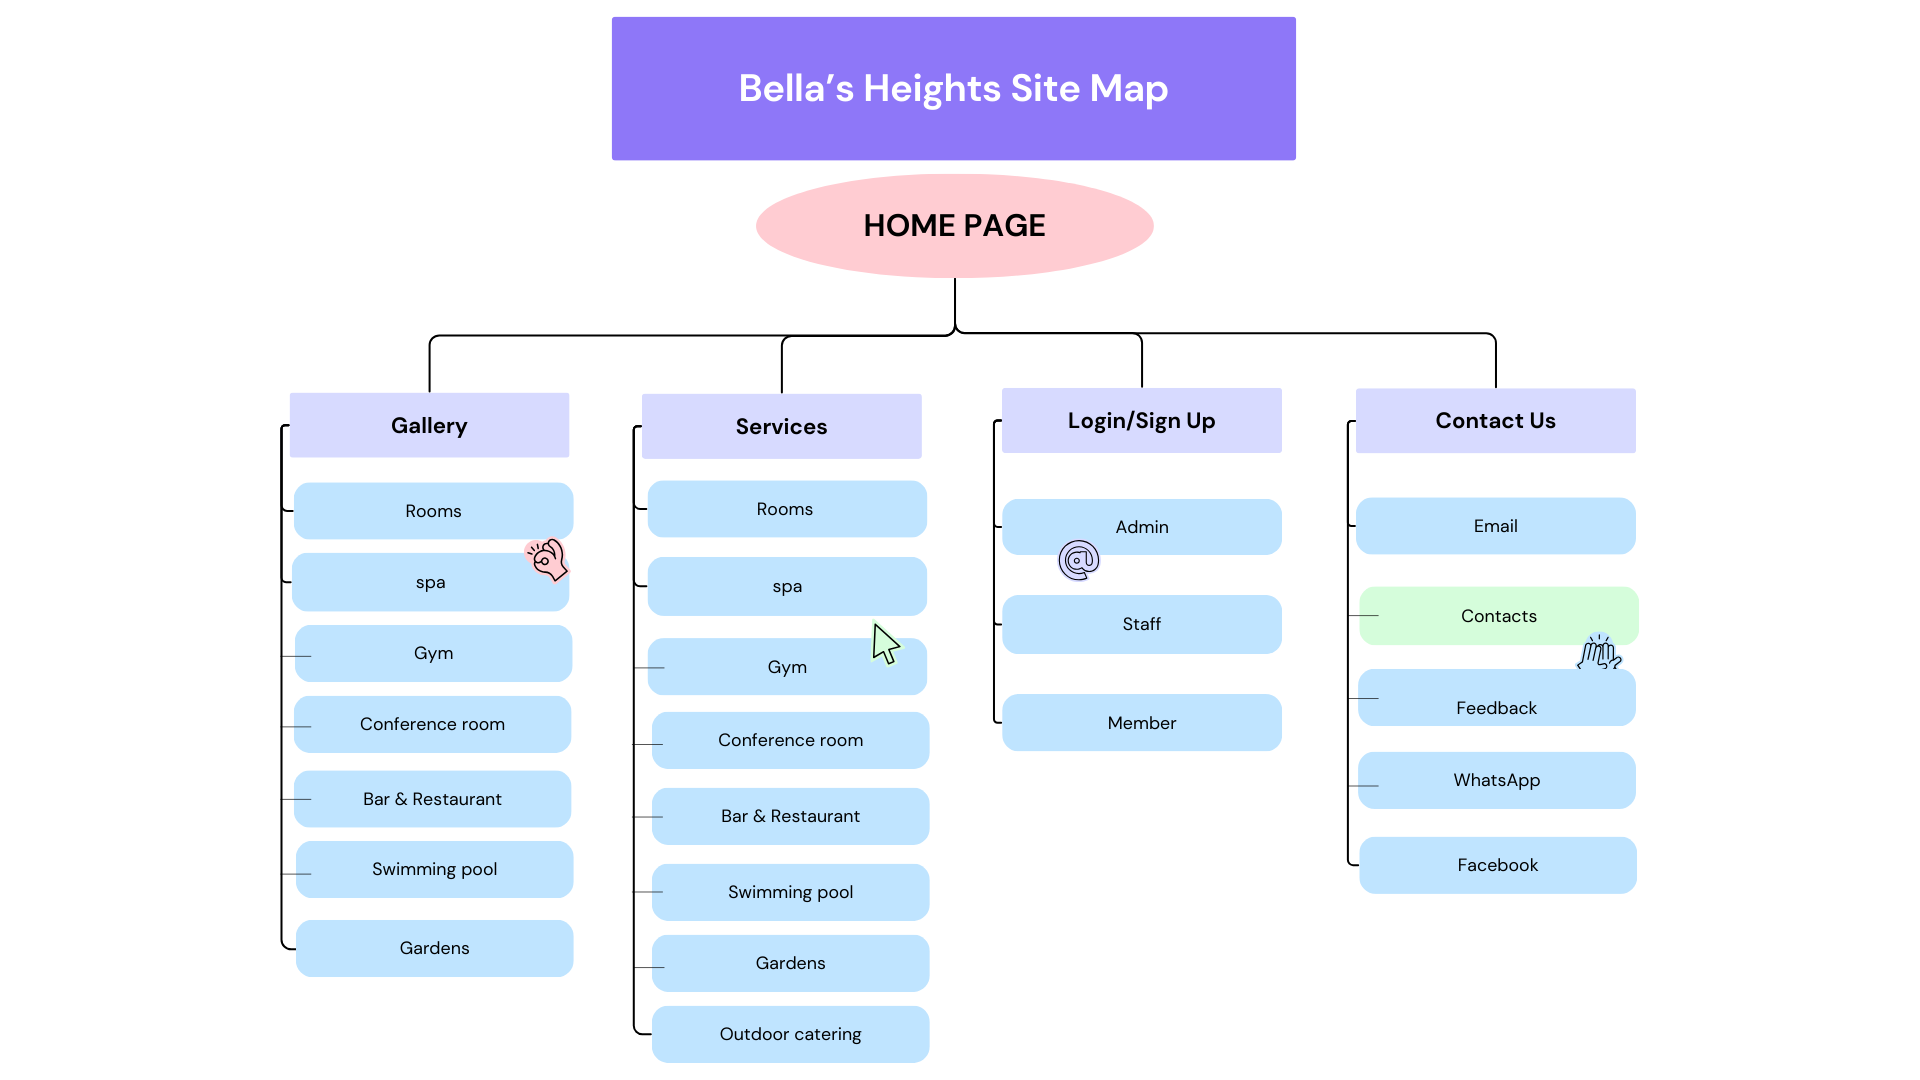 Bella’s Heights Site Map
HOME PAGE
Gallery
Rooms
spa
Gym
Conference room
Bar & Restaurant
Swimming pool
Gardens
Services
Rooms
spa
Gym
Conference room
Bar & Restaurant
Swimming pool
Gardens
Outdoor catering
Login/Sign Up
Admin
@
Staff
Member
Contact Us
Email
Contacts
Feedback
WhatsApp
Facebook